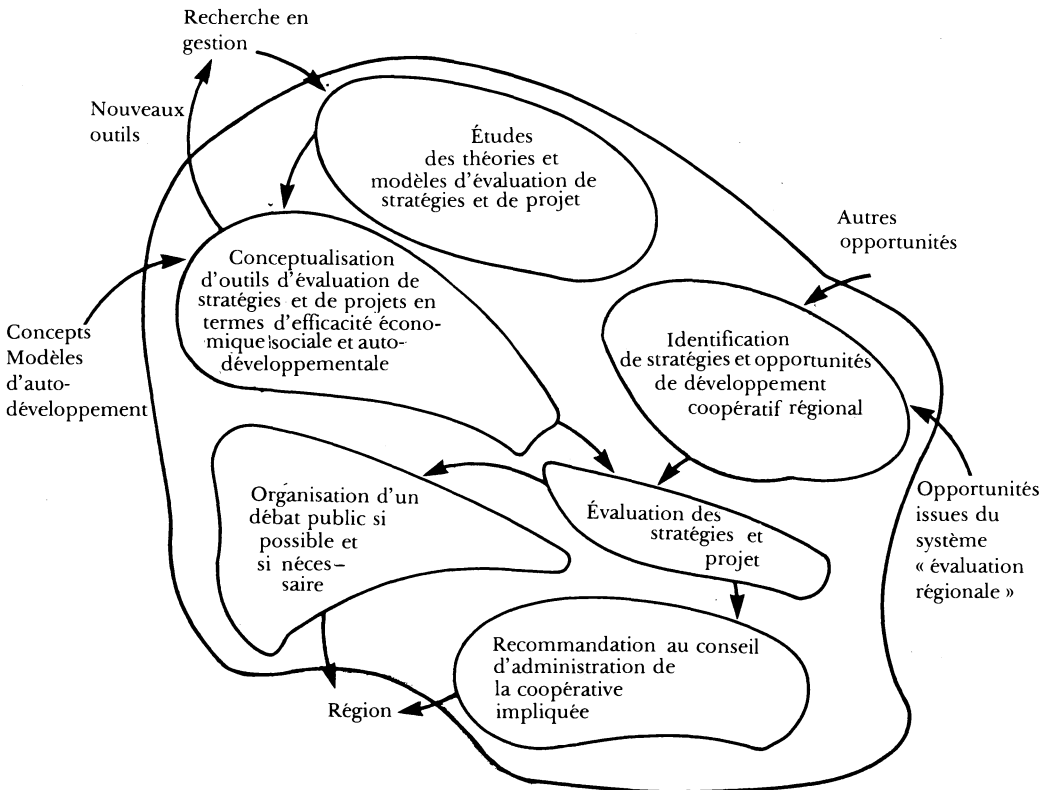 Recherche en
gestion
Nouveaux
outils
Études
des théories et
modèles d'évaluation de
stratégies et de projet
Autres
opportunités
Conceptualisation
d'outils d'évaluation de
stratégies et de projets en
termes d'efficacité écono-
mique sociale et auto-
développementale
Concepts
Modèles
d'auto-
développement
Identification
de stratégies et opportunités
de développement
coopératif régional
Organisation d'un
débat public si
possible et
si néces-
saire
Évaluation des
stratégies et
projet
Opportunités
issues du
système
« évaluation
régionale »
Recommandation au conseil
d'administration de
la coopérative
impliquée
Région